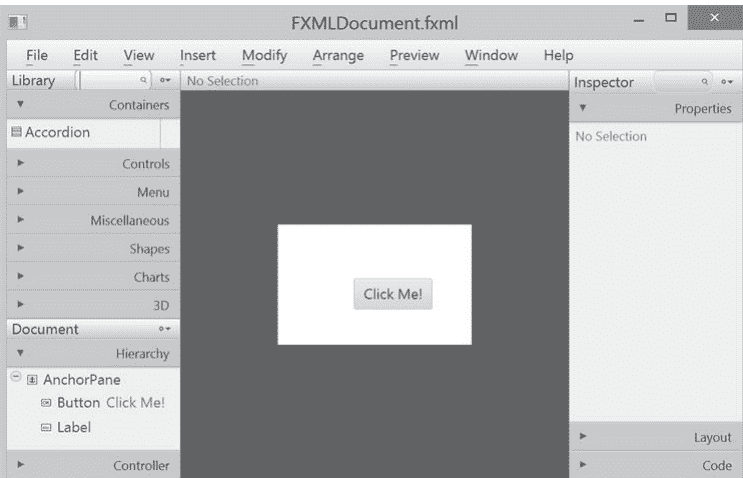 FXMLDocument.fxml
File Edit View Insert Modify Arrange Preview Window Help
Library
No Selection
Inspector
Containers
Properties
Accordion
No Selection
Controls
Menu
Miscellaneous
Shapes
Charts
3D
Click Me!
Document
Hierarchy
AnchorPane
Button Click Me!
Label
Controller
Layout
Code